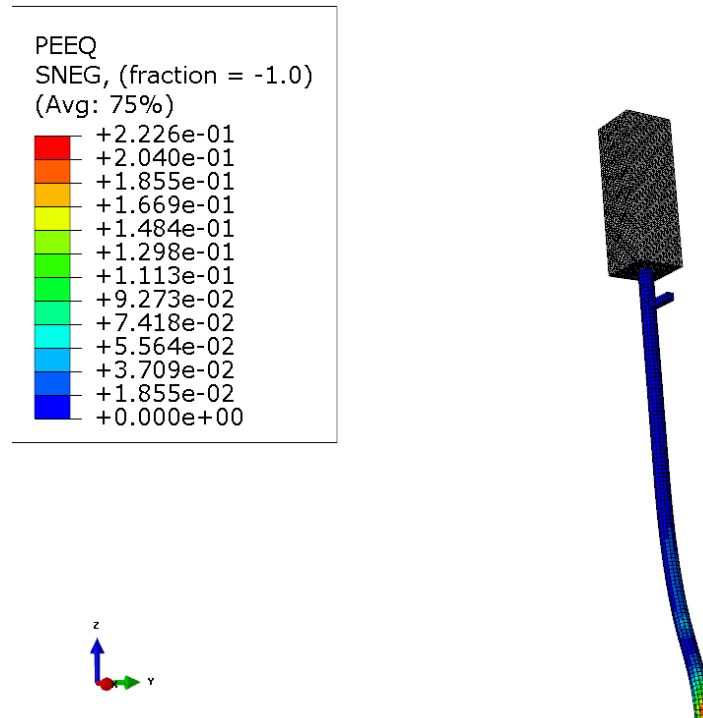 PEEQ
SNEG, (fraction = -1.0)
(Avg: 75%)
+2.226e-01
+2.040e-01
+1.855e-01
+1.669e-01
+1.484e-01
+1.298e-01
+1.113e-01
+9.273e-02
+7.418e-02
+5.564e-02
+3.709e-02
+1.855e-02
+0.000e+00
Z
X
Y